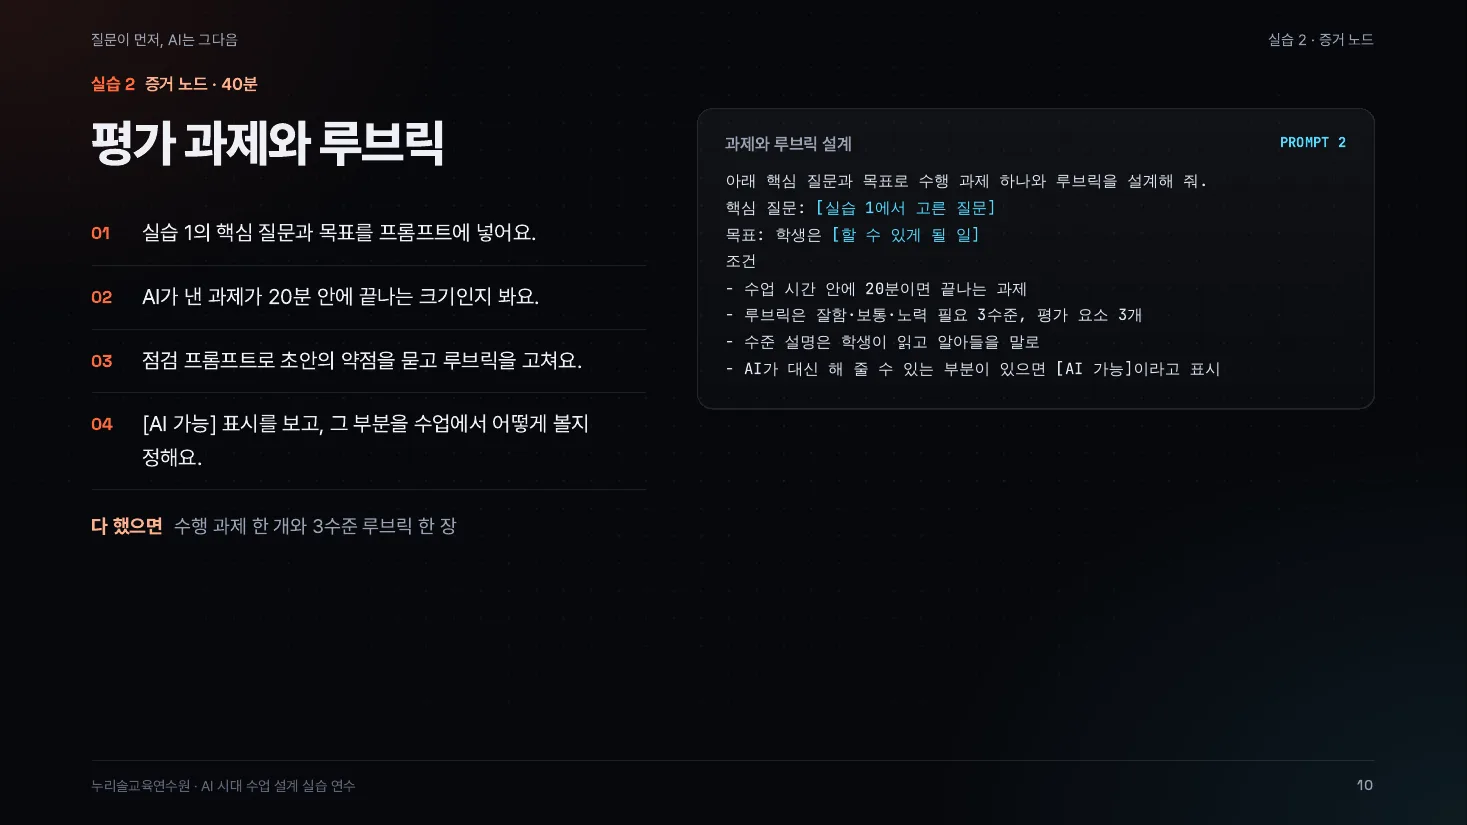 질문이 먼저, AI는 그다음
실습 2 · 증거 노드
실습 2 증거 노드 · 40분
평가 과제와 루브릭
01 실습 1의 핵심 질문과 목표를 프롬프트에 넣어요.
02 AI가 낸 과제가 20분 안에 끝나는 크기인지 봐요.
03 점검 프롬프트로 초안의 약점을 묻고 루브릭을 고쳐요.
04 [AI 가능] 표시를 보고, 그 부분을 수업에서 어떻게 볼지
정해요.
다 했으면 수행 과제 한 개와 3수준 루브릭 한 장
과제와 루브릭 설계
PROMPT 2
아래 핵심 질문과 목표로 수행 과제 하나와 루브릭을 설계해 줘.
핵심 질문: [실습 1에서 고른 질문]
목표: 학생은 [할 수 있게 될 일]
조건
- 수업 시간 안에 20분이면 끝나는 과제
- 루브릭은 잘함·보통·노력 필요 3수준, 평가 요소 3개
- 수준 설명은 학생이 읽고 알아들을 말로
- AI가 대신 해 줄 수 있는 부분이 있으면 [AI 가능]이라고 표시
누리솔교육연수원 · AI 시대 수업 설계 실습 연수
10